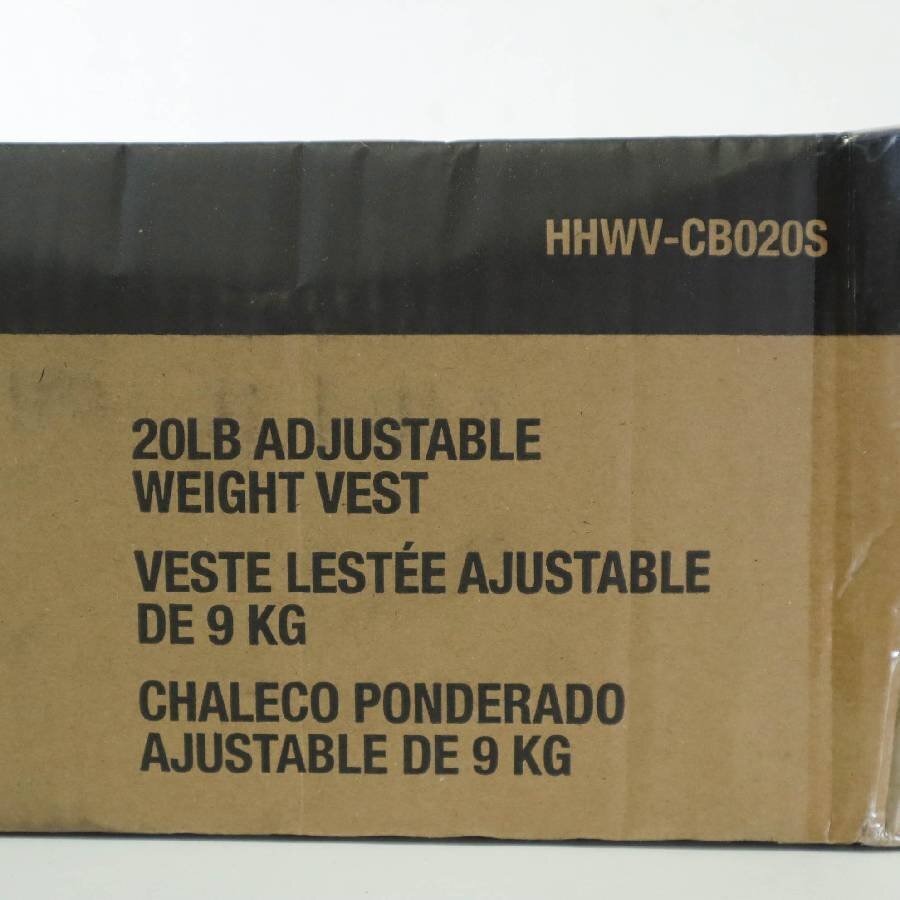 HHWV-CB020S
20LB ADJUSTABLE
WEIGHT VEST
VESTE LESTÉE AJUSTABLE
DE 9 KG
CHALECO PONDERADO
AJUSTABLE DE 9 KG